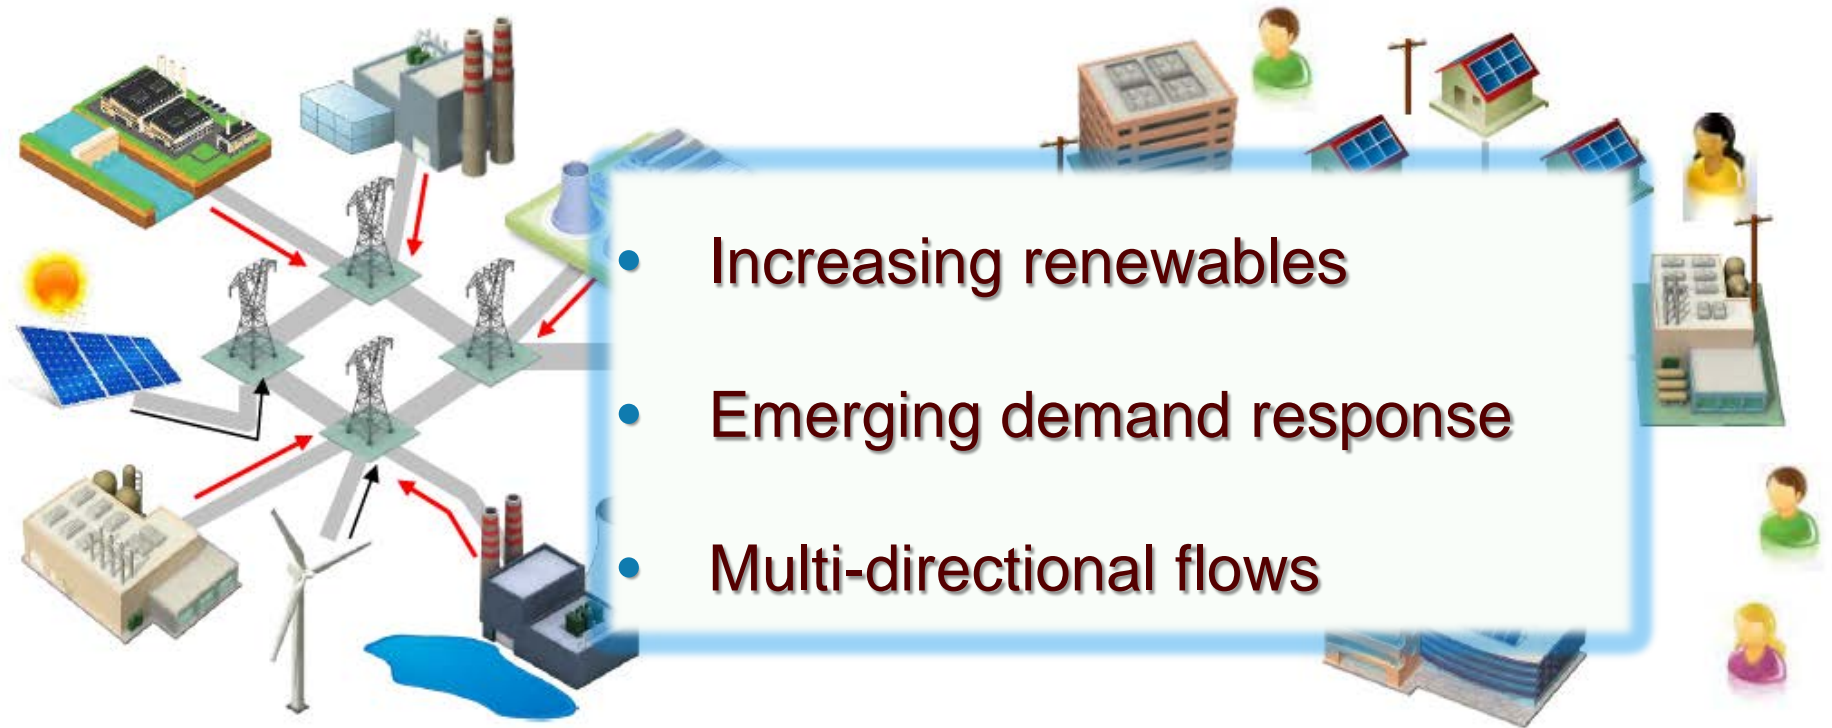 • Increasing renewables
• Emerging demand response
• Multi-directional flows